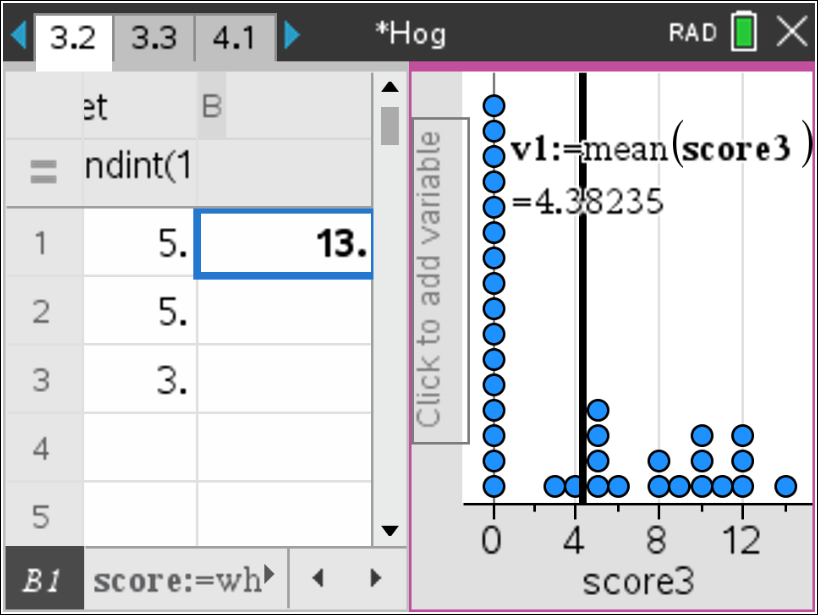 3.2 3.3 4.1 *Hog RAD
et B
= ndint(1
1 5. 13.
2 5.
3 3.
4
5
B1 score:=wh
Click to add variable
v1:=mean(score3 )
=4.38235
0 4 8 12
score3